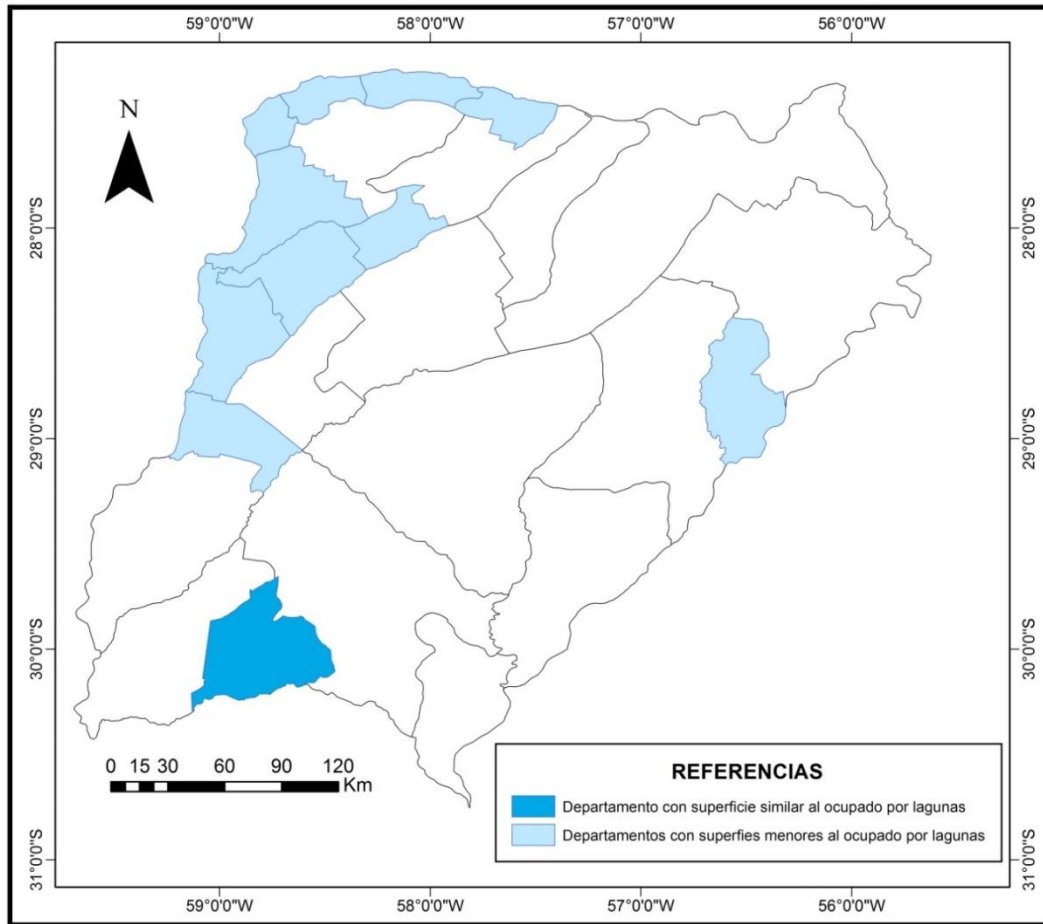 59°0'0"W 58°0'0"W 57°0'0"W 56°0'0"W
N
28°0'0"S 28°0'0"S
29°0'0"S 29°0'0"S
30°0'0"S 30°0'0"S
0 15 30 60 90 120
Km
REFERENCIAS
Departamento con superficie similar al ocupado por lagunas
Departamentos con superfies menores al ocupado por lagunas
31°0'0"S 31°0'0"S
59°0'0"W 58°0'0"W 57°0'0"W 56°0'0"W